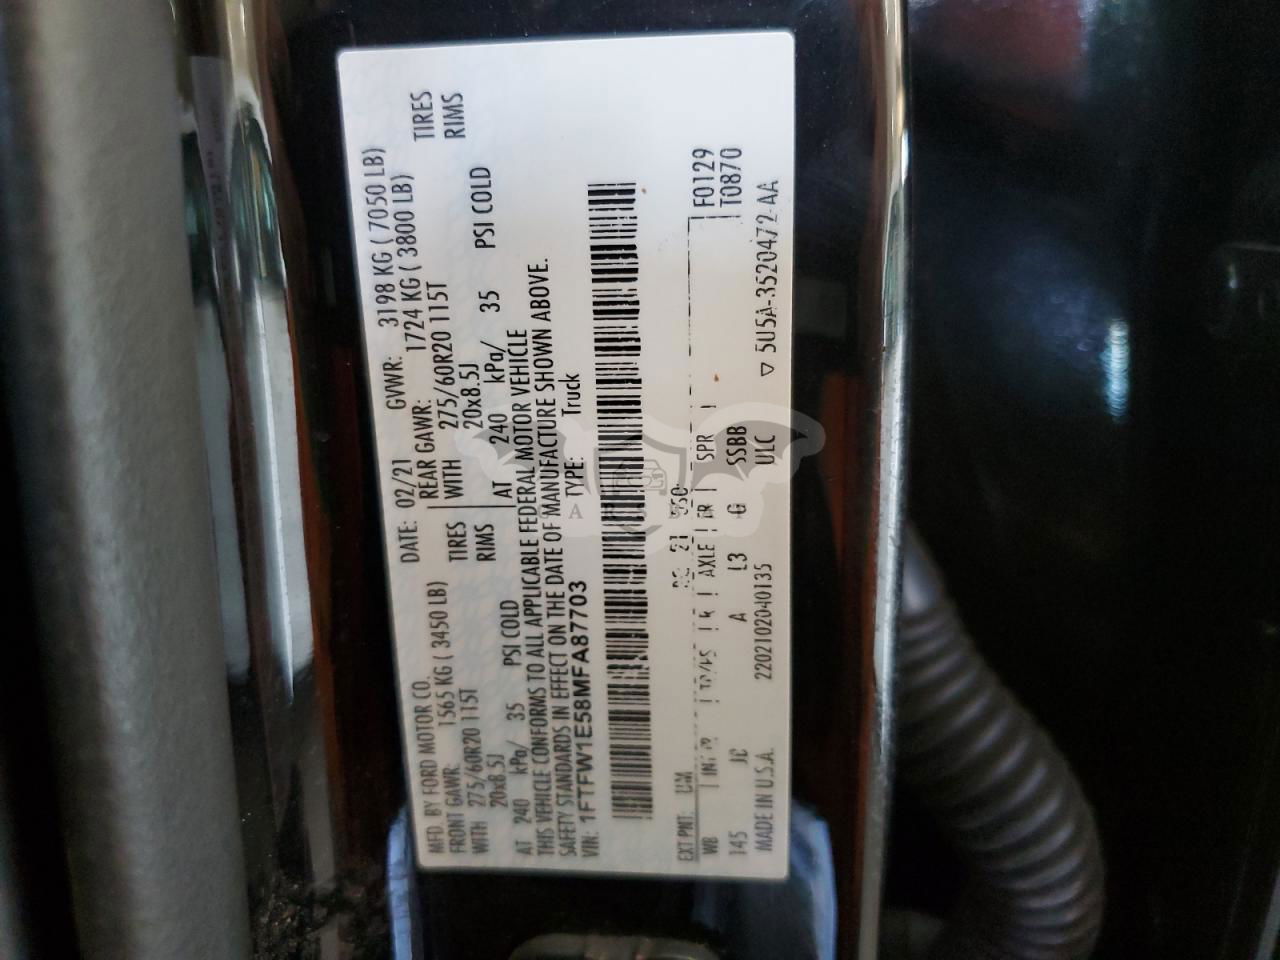 MFD. BY FORD MOTOR CO.
DATE: 02/21 GVWR: 3198 KG ( 7050 LB)
FRONT GAWR: 1565 KG ( 3450 LB)
REAR GAWR: 1724 KG ( 3800 LB)
WITH 275/60R20 115T TIRES
WITH 275/60R20 115T TIRES
20x8.5J RIMS
20x8.5J RIMS
AT 240 kPa/ 35 PSI COLD
AT 240 kPa/ 35 PSI COLD
THIS VEHICLE CONFORMS TO ALL APPLICABLE FEDERAL MOTOR VEHICLE
SAFETY STANDARDS IN EFFECT ON THE DATE OF MANUFACTURE SHOWN ABOVE.
VIN: 1FTFW1E58MFA87703 TYPE: Truck
EXT PNT: UM 21 550 F0129
WB AXLE SPR T0870
145 JC A L3 G SSBB
MADE IN U.S.A. 2202102040135 ULC ▽ 5U5A-3520472-AA